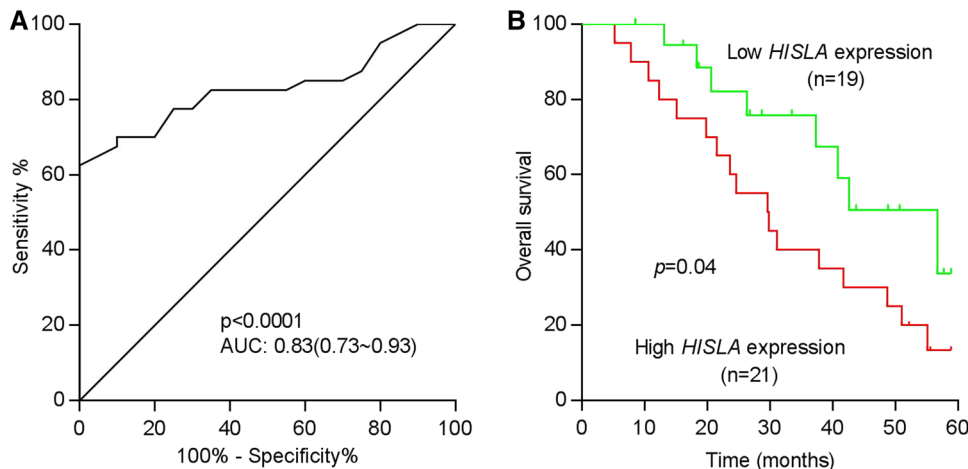 A
100
80
60
40
20
0
Sensitivity %
p<0.0001
AUC: 0.83(0.73~0.93)
0 20 40 60 80 100
100% - Specificity%
B
100
80
60
40
20
0
Overall survival
Low HISLA expression
(n=19)
p=0.04
High HISLA expression
(n=21)
0 10 20 30 40 50 60
Time (months)